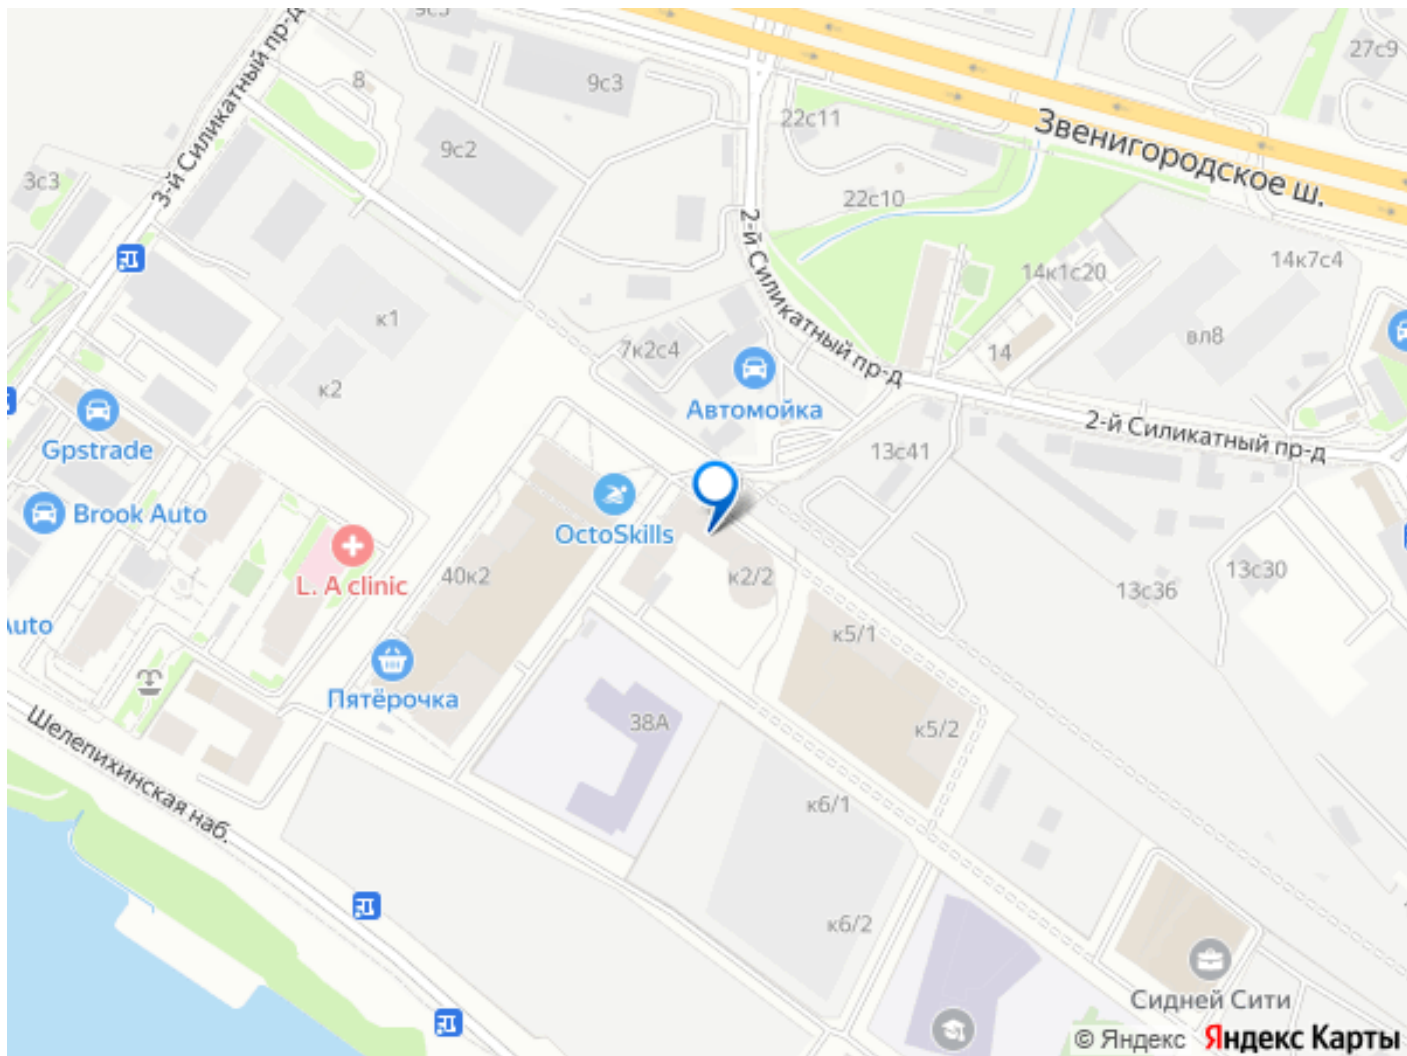 9с3
8
27с9
22с11
Звенигородское ш.
9с2
3-й Силикатный пр-д
3с3
22с10
2-й Силикатный пр-д
14к7с4
14к1с20
к1
вл8
7к2с4
14
к2
Автомойка
2-й Силикатный пр-д
Gpstrade
13с41
Brook Auto
OctoSkills
L. A clinic
40к2
к2/2
13с30
13с36
Auto
к5/1
Пятёрочка
38А
к5/2
Шелепихинская наб.
к6/1
к6/2
Сидней Сити
© Яндекс Яндекс Карты